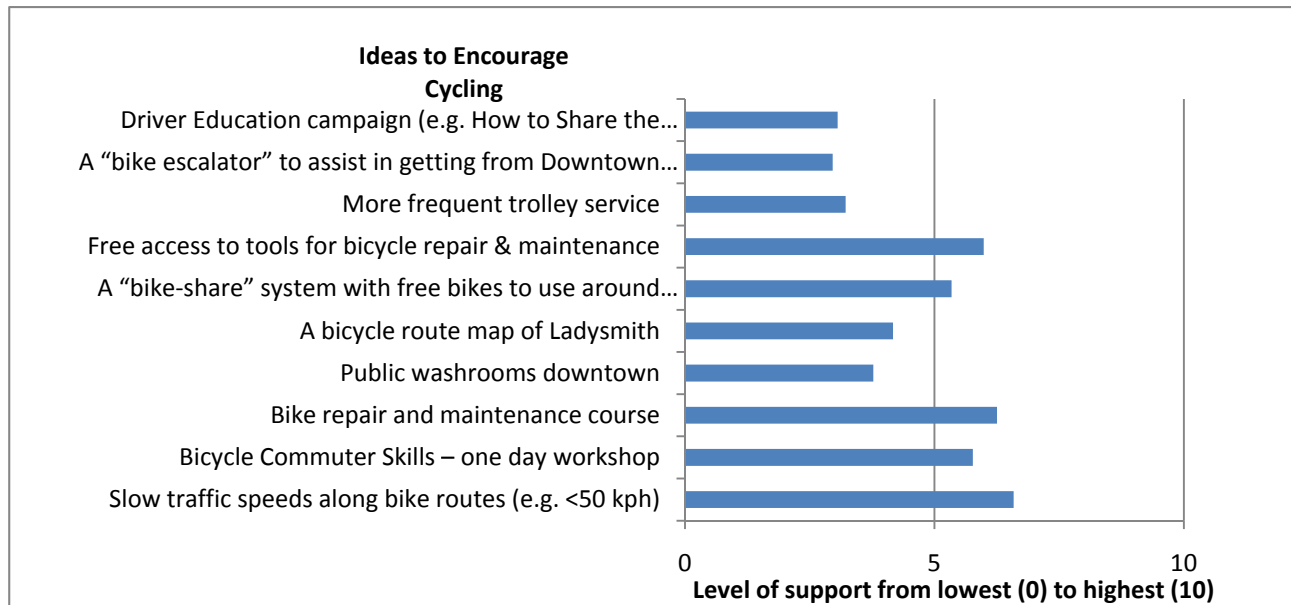 Ideas to Encourage
Cycling
Driver Education campaign (e.g. How to Share the…
A “bike escalator” to assist in getting from Downtown…
More frequent trolley service
Free access to tools for bicycle repair & maintenance
A “bike-share” system with free bikes to use around…
A bicycle route map of Ladysmith
Public washrooms downtown
Bike repair and maintenance course
Bicycle Commuter Skills – one day workshop
Slow traffic speeds along bike routes (e.g. <50 kph)
0 5 10
Level of support from lowest (0) to highest (10)